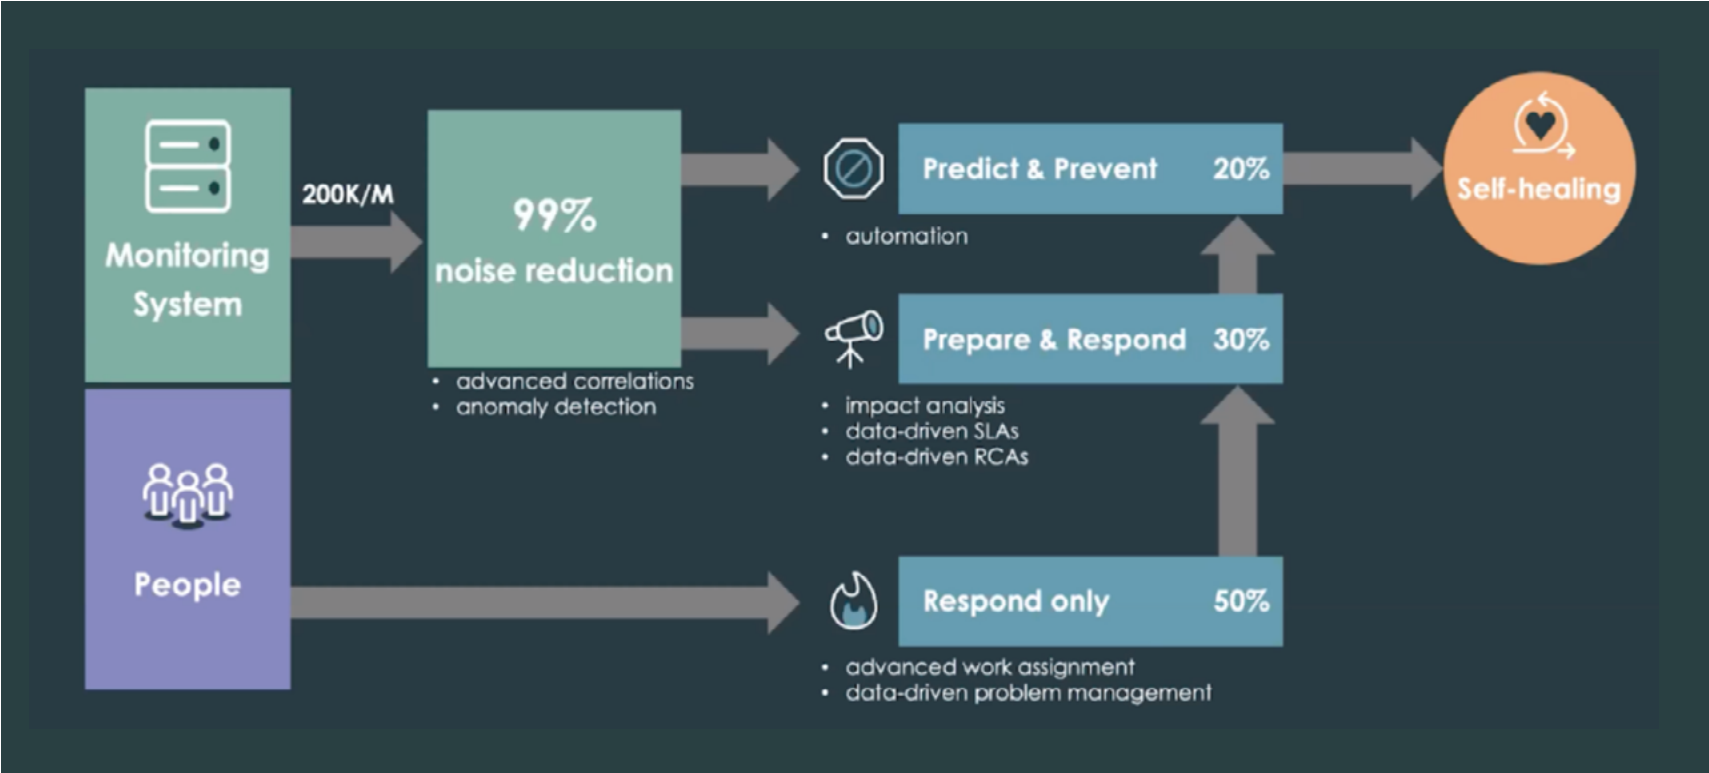 Monitoring
System
200K/M
99%
noise reduction
• advanced correlations
• anomaly detection
Predict & Prevent 20%
• automation
Self-healing
Prepare & Respond 30%
• impact analysis
• data-driven SLAs
• data-driven RCAs
People
Respond only 50%
• advanced work assignment
• data-driven problem management